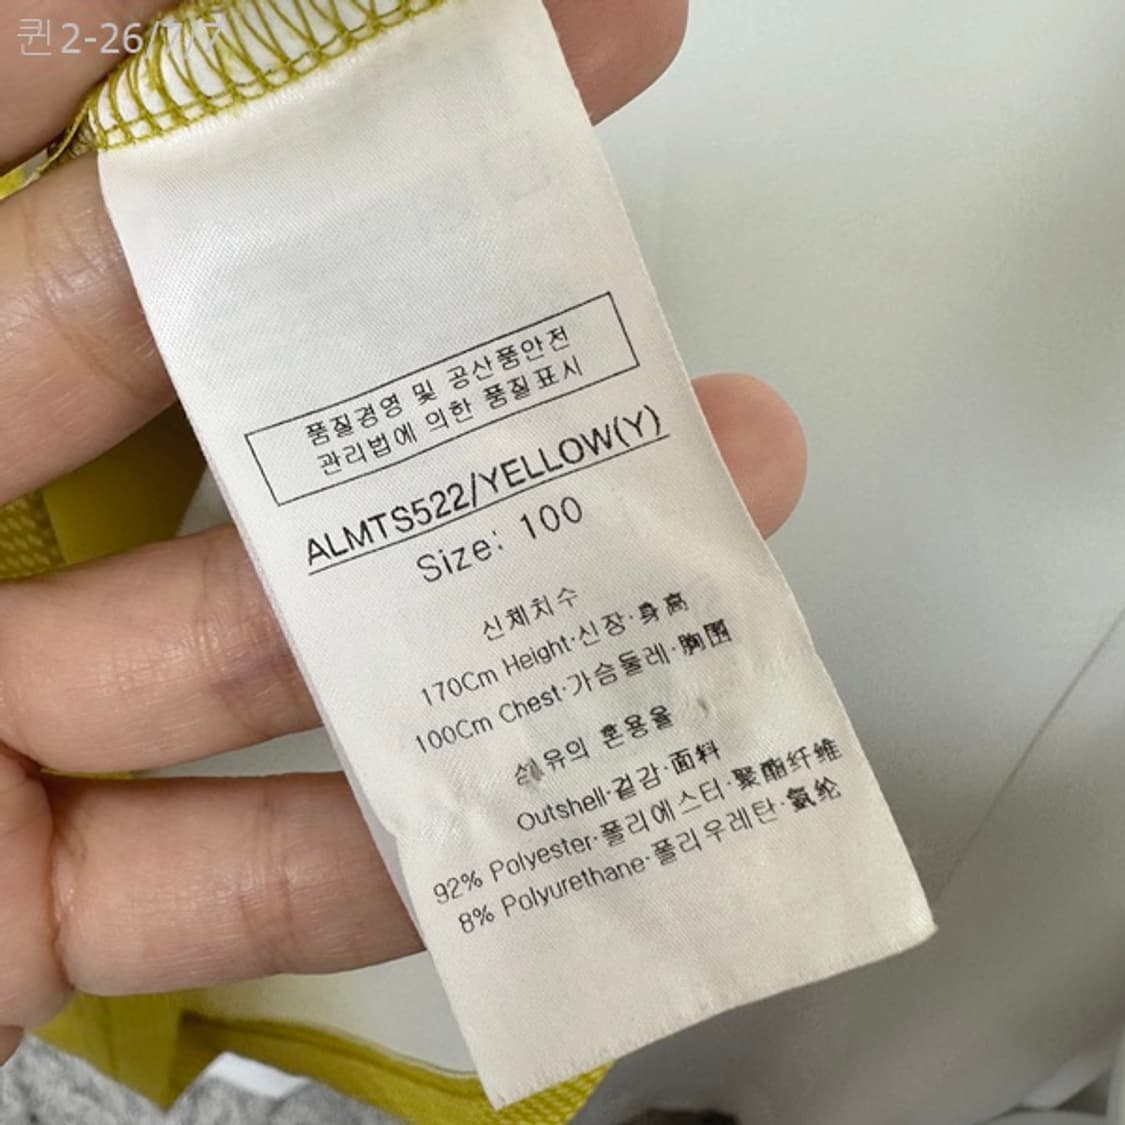 퀸2-26/7/7
품질경영 및 공산품안전
관리법에 의한 품질표시
ALMTS522/YELLOW(Y)
Size: 100
신체치수
170Cm Height·신장·身高
100Cm Chest·가슴둘레·胸围
섬유의 혼용율
Outshell·겉감·面料
92% Polyester·폴리에스터·聚酯纤维
8% Polyurethane·폴리우레탄·氨纶